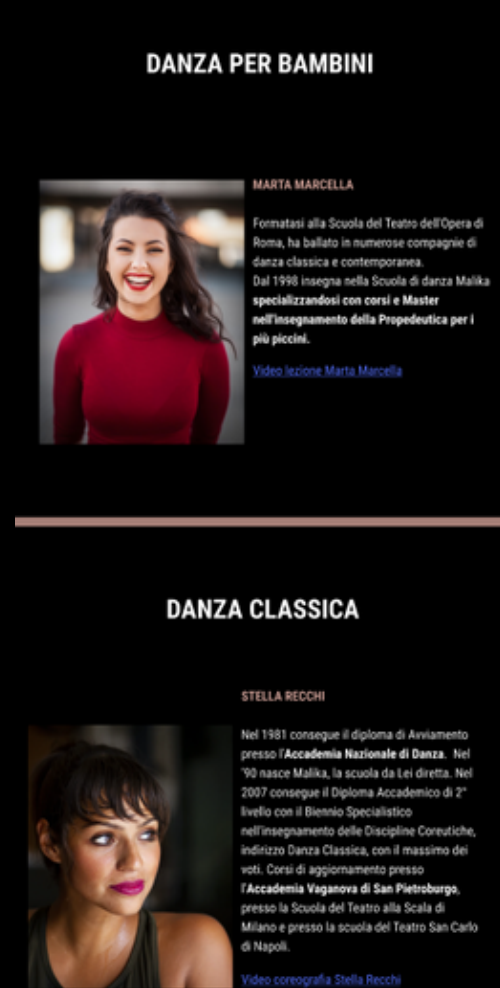 DANZA PER BAMBINI
MARTA MARCELLA
Formatasi alla Scuola del Teatro dell'Opera di
Roma, ha ballato in numerose compagnie di
danza classica e contemporanea.
Dal 1998 insegna nella Scuola di danza Malika
specializzandosi con corsi e Master
nell'insegnamento della Propedeutica per i
più piccini.
Video lezione Marta Marcella
DANZA CLASSICA
STELLA RECCHI
Nel 1981 consegue il diploma di Avviamento
presso l'Accademia Nazionale di Danza. Nel
'90 nasce Malika, la scuola da Lei diretta. Nel
2007 consegue il Diploma Accademico di 2°
livello con il Biennio Specialistico
nell'insegnamento delle Discipline Coreutiche,
indirizzo Danza Classica, con il massimo dei
voti. Corsi di aggiornamento presso
l'Accademia Vaganova di San Pietroburgo,
presso la Scuola del Teatro alla Scala di
Milano e presso la scuola del Teatro San Carlo
di Napoli.
Video coreografia Stella Recchi